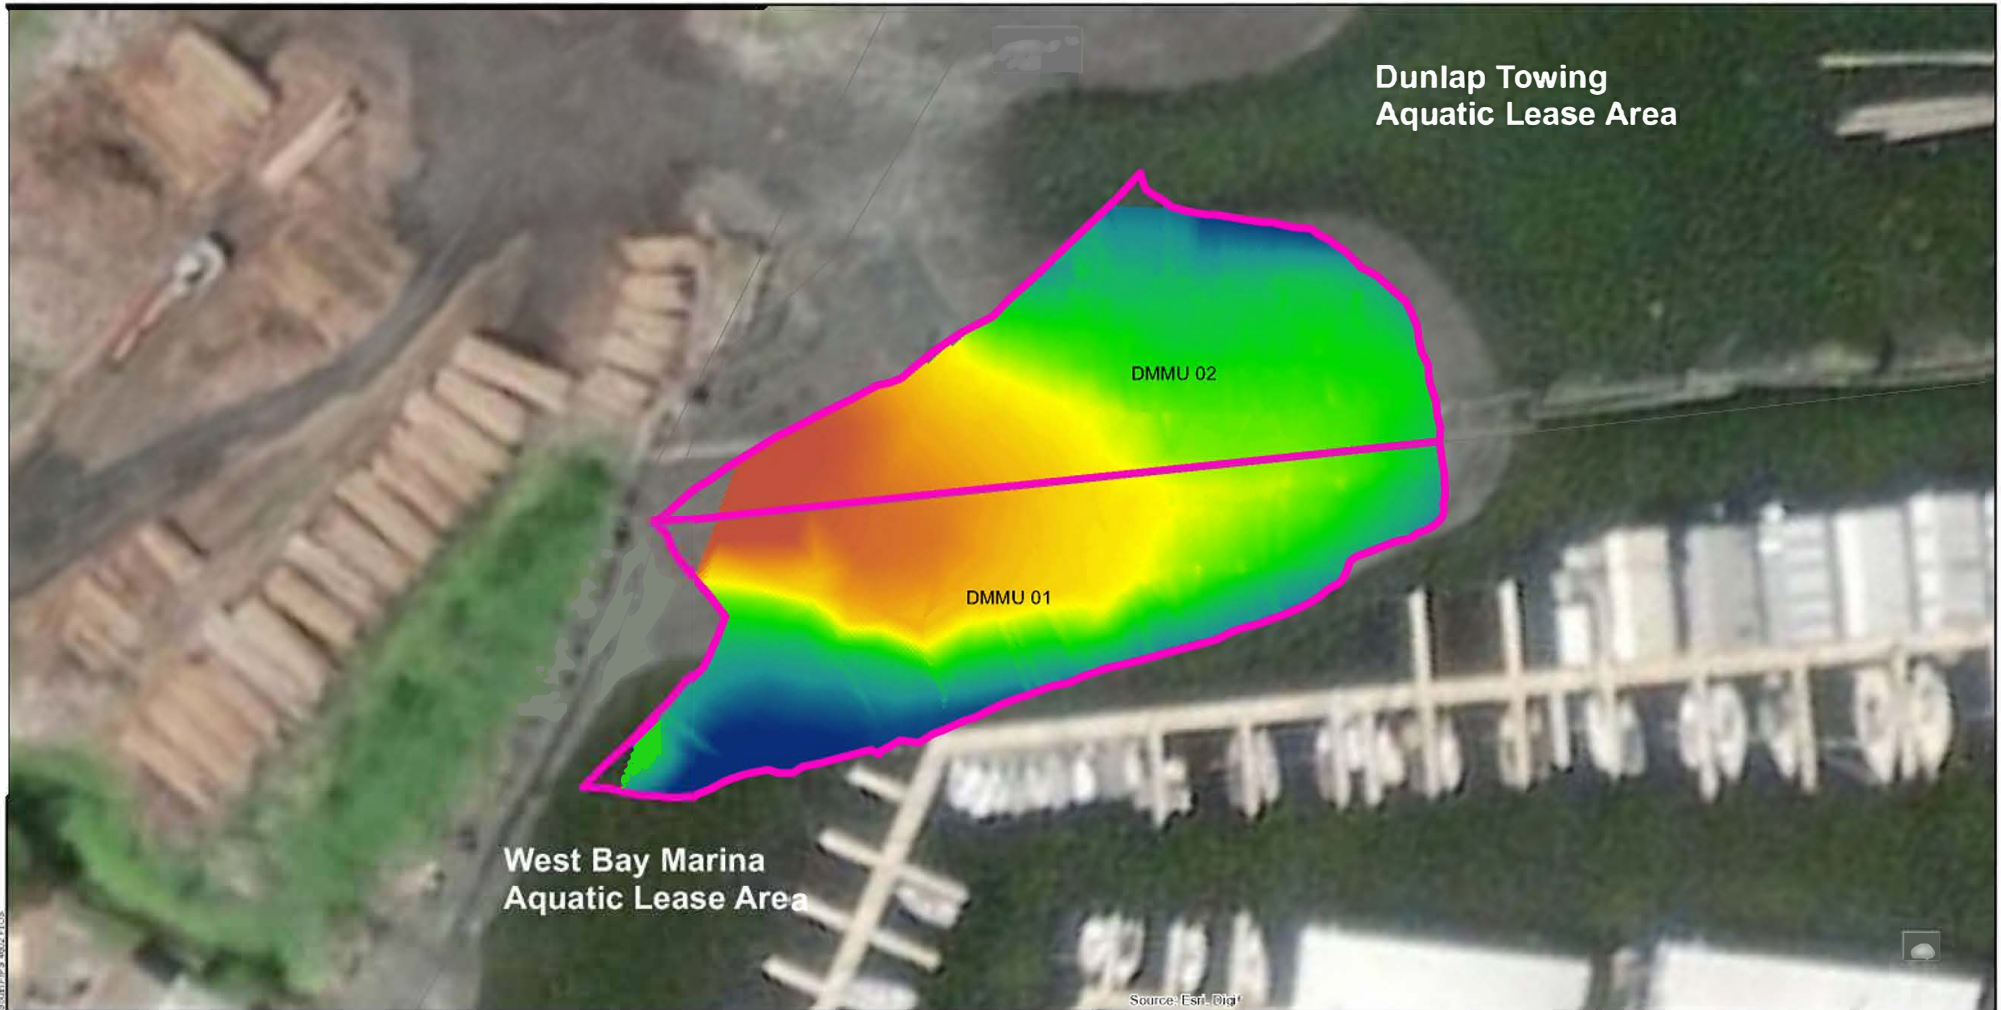 Dunlap Towing
Aquatic Lease Area
DMMU 02
DMMU 01
West Bay Marina
Aquatic Lease Area
Source: Esri, Digi